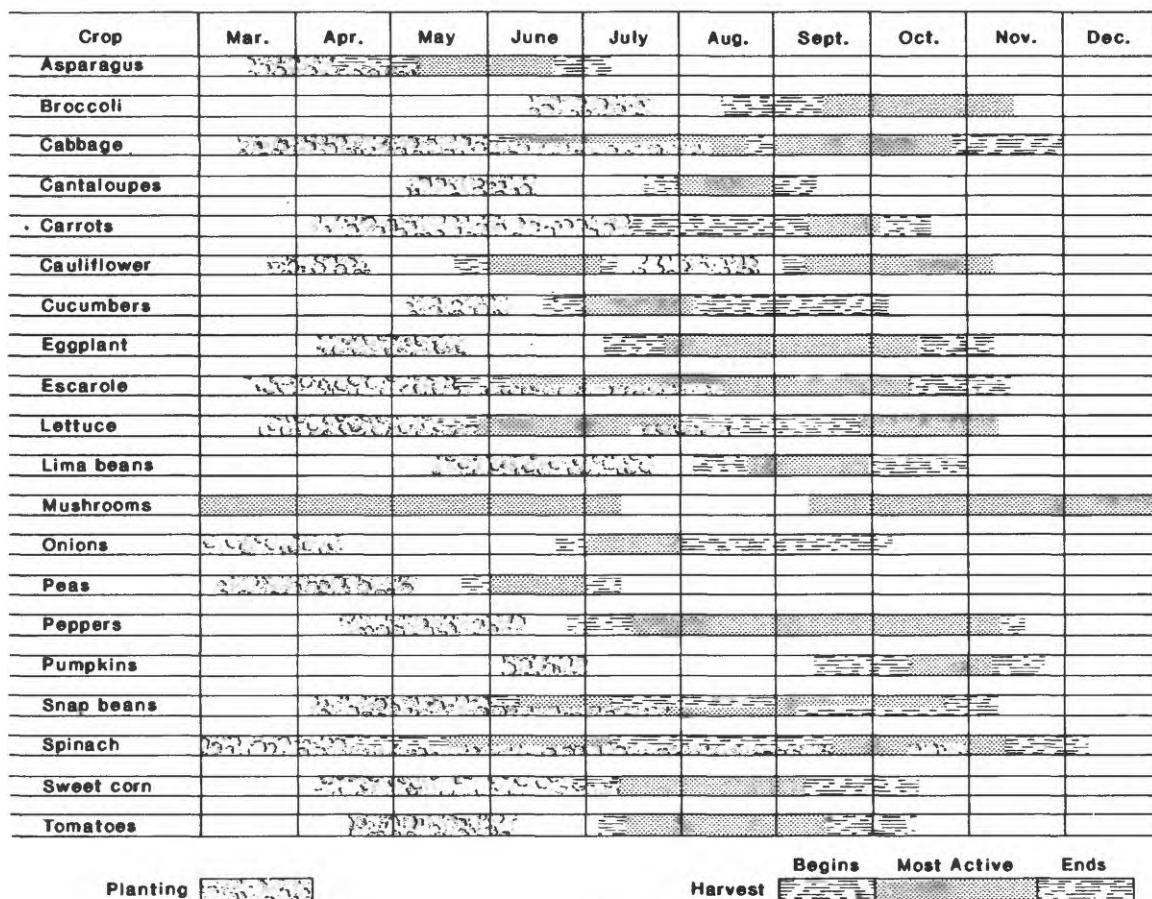 Crop Mar. Apr. May June July Aug. Sept. Oct. Nov. Dec.
Asparagus
Broccoli
Cabbage
Cantaloupes
Carrots
Cauliflower
Cucumbers
Eggplant
Escarole
Lettuce
Lima beans
Mushrooms
Onions
Peas
Peppers
Pumpkins
Snap beans
Spinach
Sweet corn
Tomatoes
Begins Most Active Ends
Planting Harvest